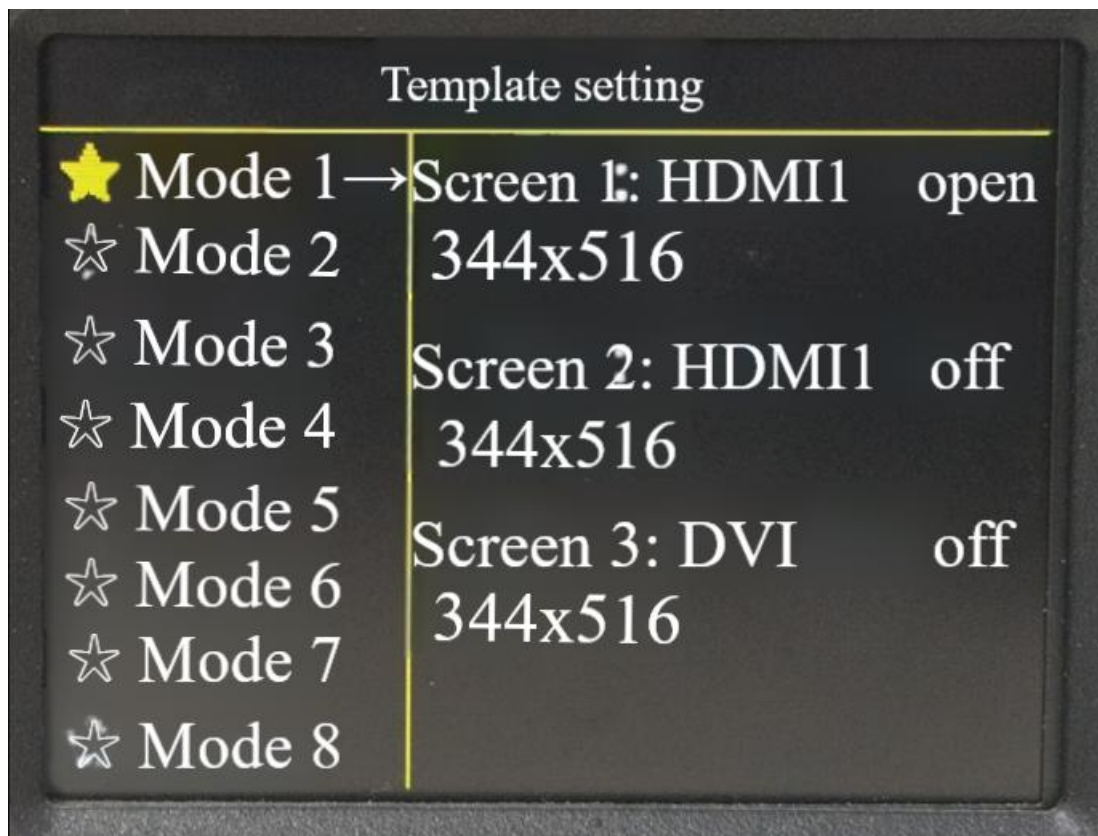 Template setting
★ Mode 1→
☆ Mode 2
☆ Mode 3
☆ Mode 4
☆ Mode 5
☆ Mode 6
☆ Mode 7
☆ Mode 8
Screen 1: HDMI1 open
344x516
Screen 2: HDMI1 off
344x516
Screen 3: DVI off
344x516